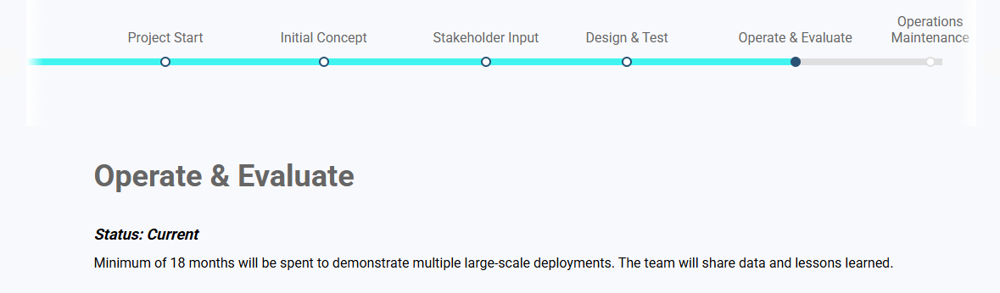 Project Start
Initial Concept
Stakeholder Input
Design & Test
Operate & Evaluate
Operations
Maintenance
Operate & Evaluate
Status: Current
Minimum of 18 months will be spent to demonstrate multiple large-scale deployments. The team will share data and lessons learned.